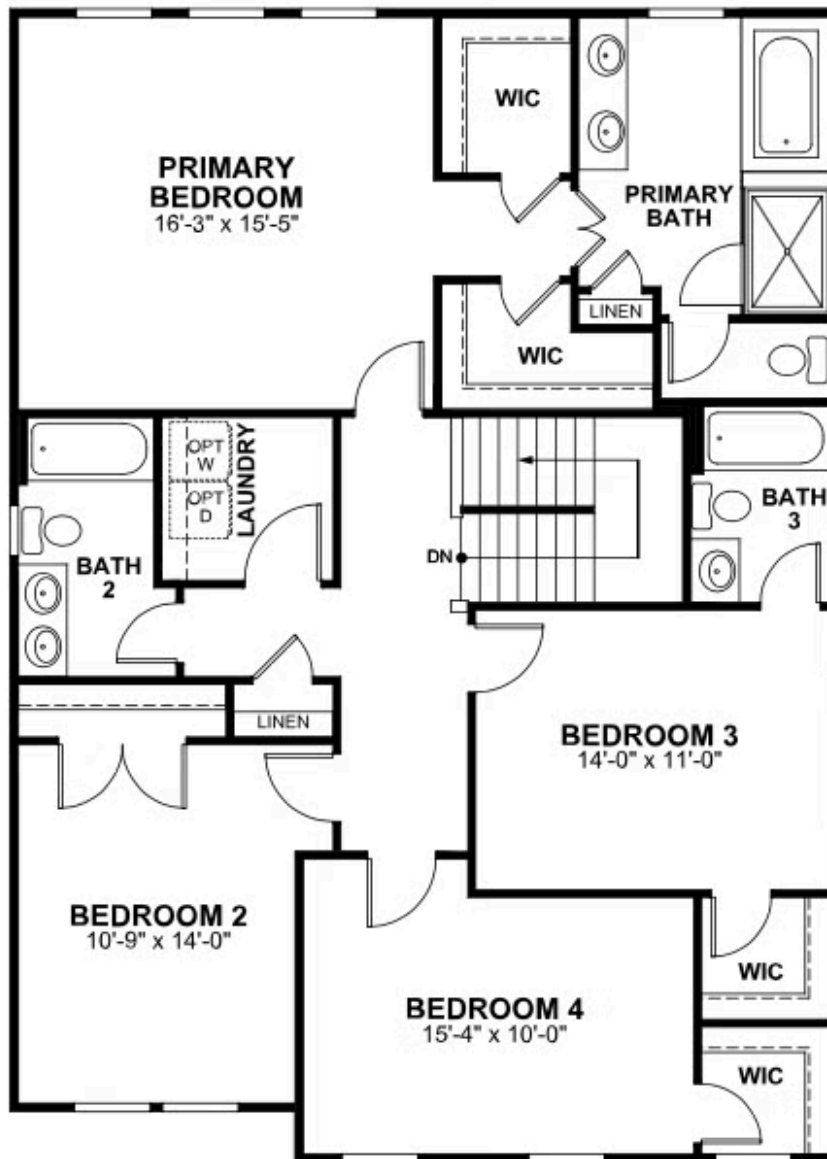 WIC
PRIMARY
BEDROOM
16'-3" x 15'-5"
PRIMARY
BATH
LINEN
WIC
OPT
W
OPT
D
LAUNDRY
BATH
3
DN
BATH
2
LINEN
BEDROOM 3
14'-0" x 11'-0"
BEDROOM 2
10'-9" x 14'-0"
WIC
BEDROOM 4
15'-4" x 10'-0"
WIC